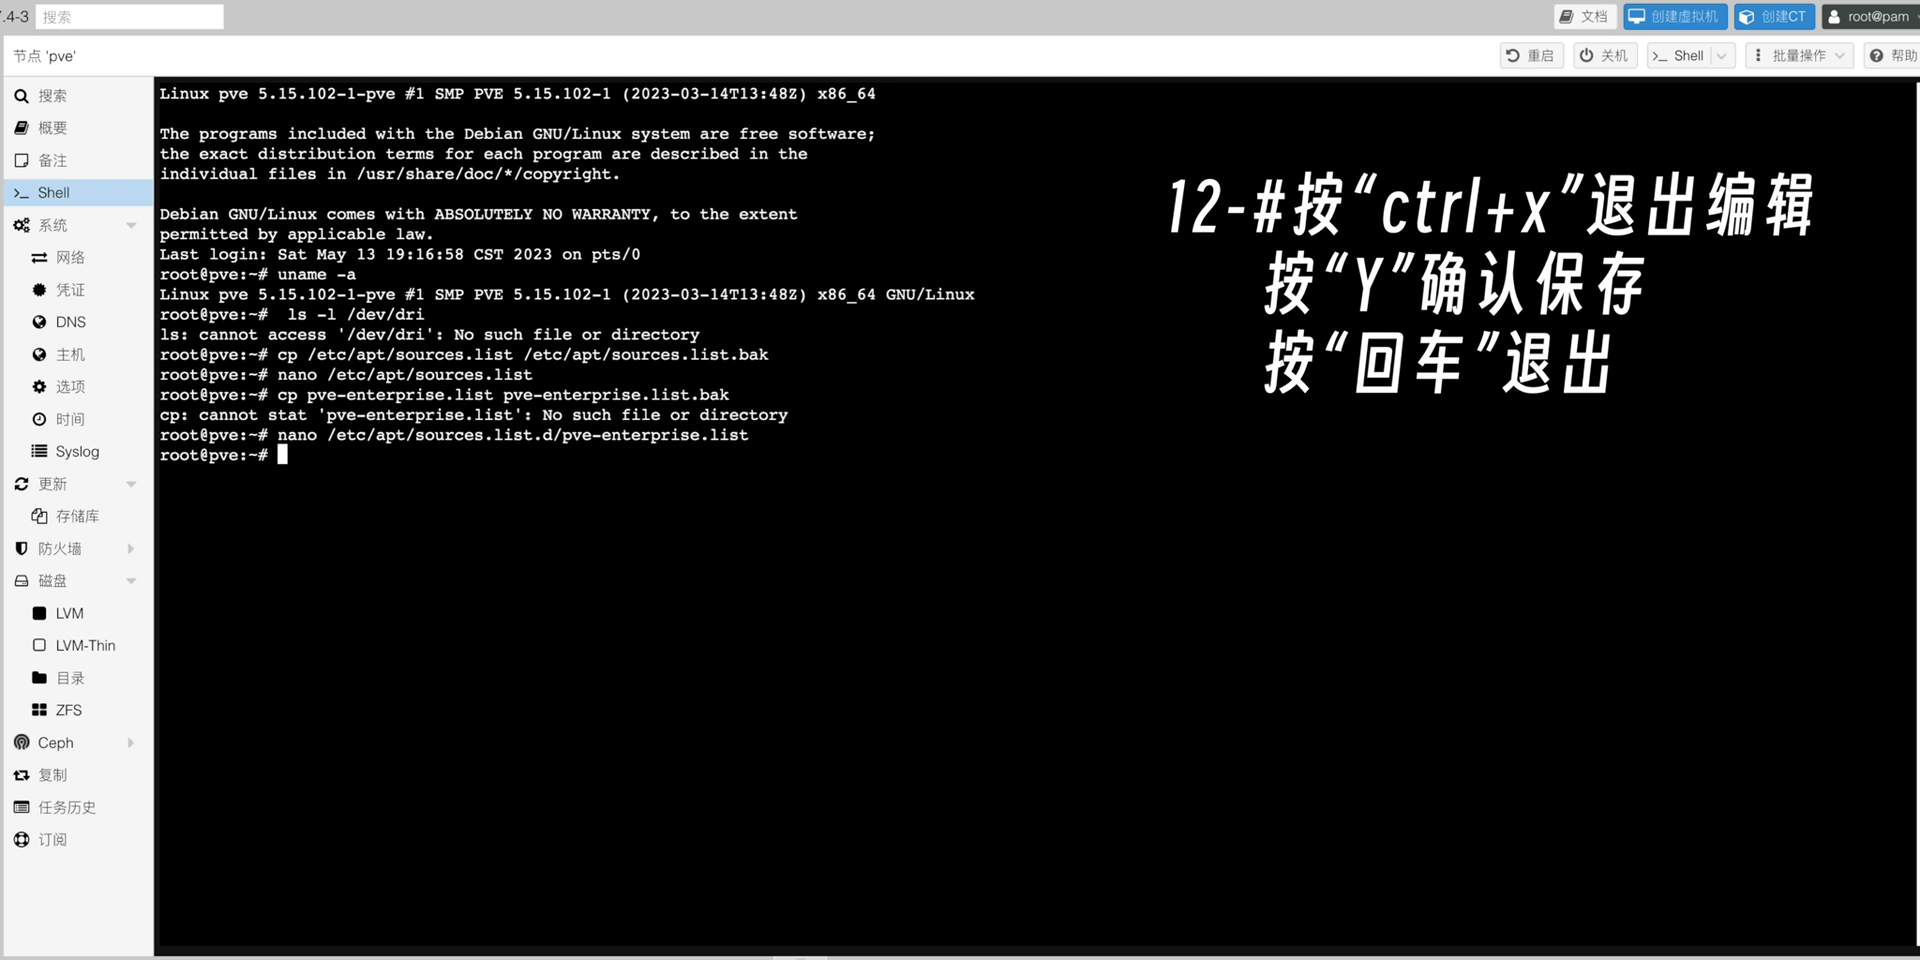 7.4-3
搜索
文档
创建虚拟机
创建CT
root@pam
节点 'pve'
重启
关机
>_ Shell
批量操作
帮助
搜索
概要
备注
>_ Shell
系统
网络
凭证
DNS
主机
选项
时间
Syslog
更新
存储库
防火墙
磁盘
LVM
LVM-Thin
目录
ZFS
Ceph
复制
任务历史
订阅
Linux pve 5.15.102-1-pve #1 SMP PVE 5.15.102-1 (2023-03-14T13:48Z) x86_64
The programs included with the Debian GNU/Linux system are free software;
the exact distribution terms for each program are described in the
individual files in /usr/share/doc/*/copyright.
Debian GNU/Linux comes with ABSOLUTELY NO WARRANTY, to the extent
permitted by applicable law.
Last login: Sat May 13 19:16:58 CST 2023 on pts/0
root@pve:~# uname -a
Linux pve 5.15.102-1-pve #1 SMP PVE 5.15.102-1 (2023-03-14T13:48Z) x86_64 GNU/Linux
root@pve:~#  ls -l /dev/dri
ls: cannot access '/dev/dri': No such file or directory
root@pve:~# cp /etc/apt/sources.list /etc/apt/sources.list.bak
root@pve:~# nano /etc/apt/sources.list
root@pve:~# cp pve-enterprise.list pve-enterprise.list.bak
cp: cannot stat 'pve-enterprise.list': No such file or directory
root@pve:~# nano /etc/apt/sources.list.d/pve-enterprise.list
root@pve:~#
12-#按“ctrl+x”退出编辑
按“Y”确认保存
按“回车”退出